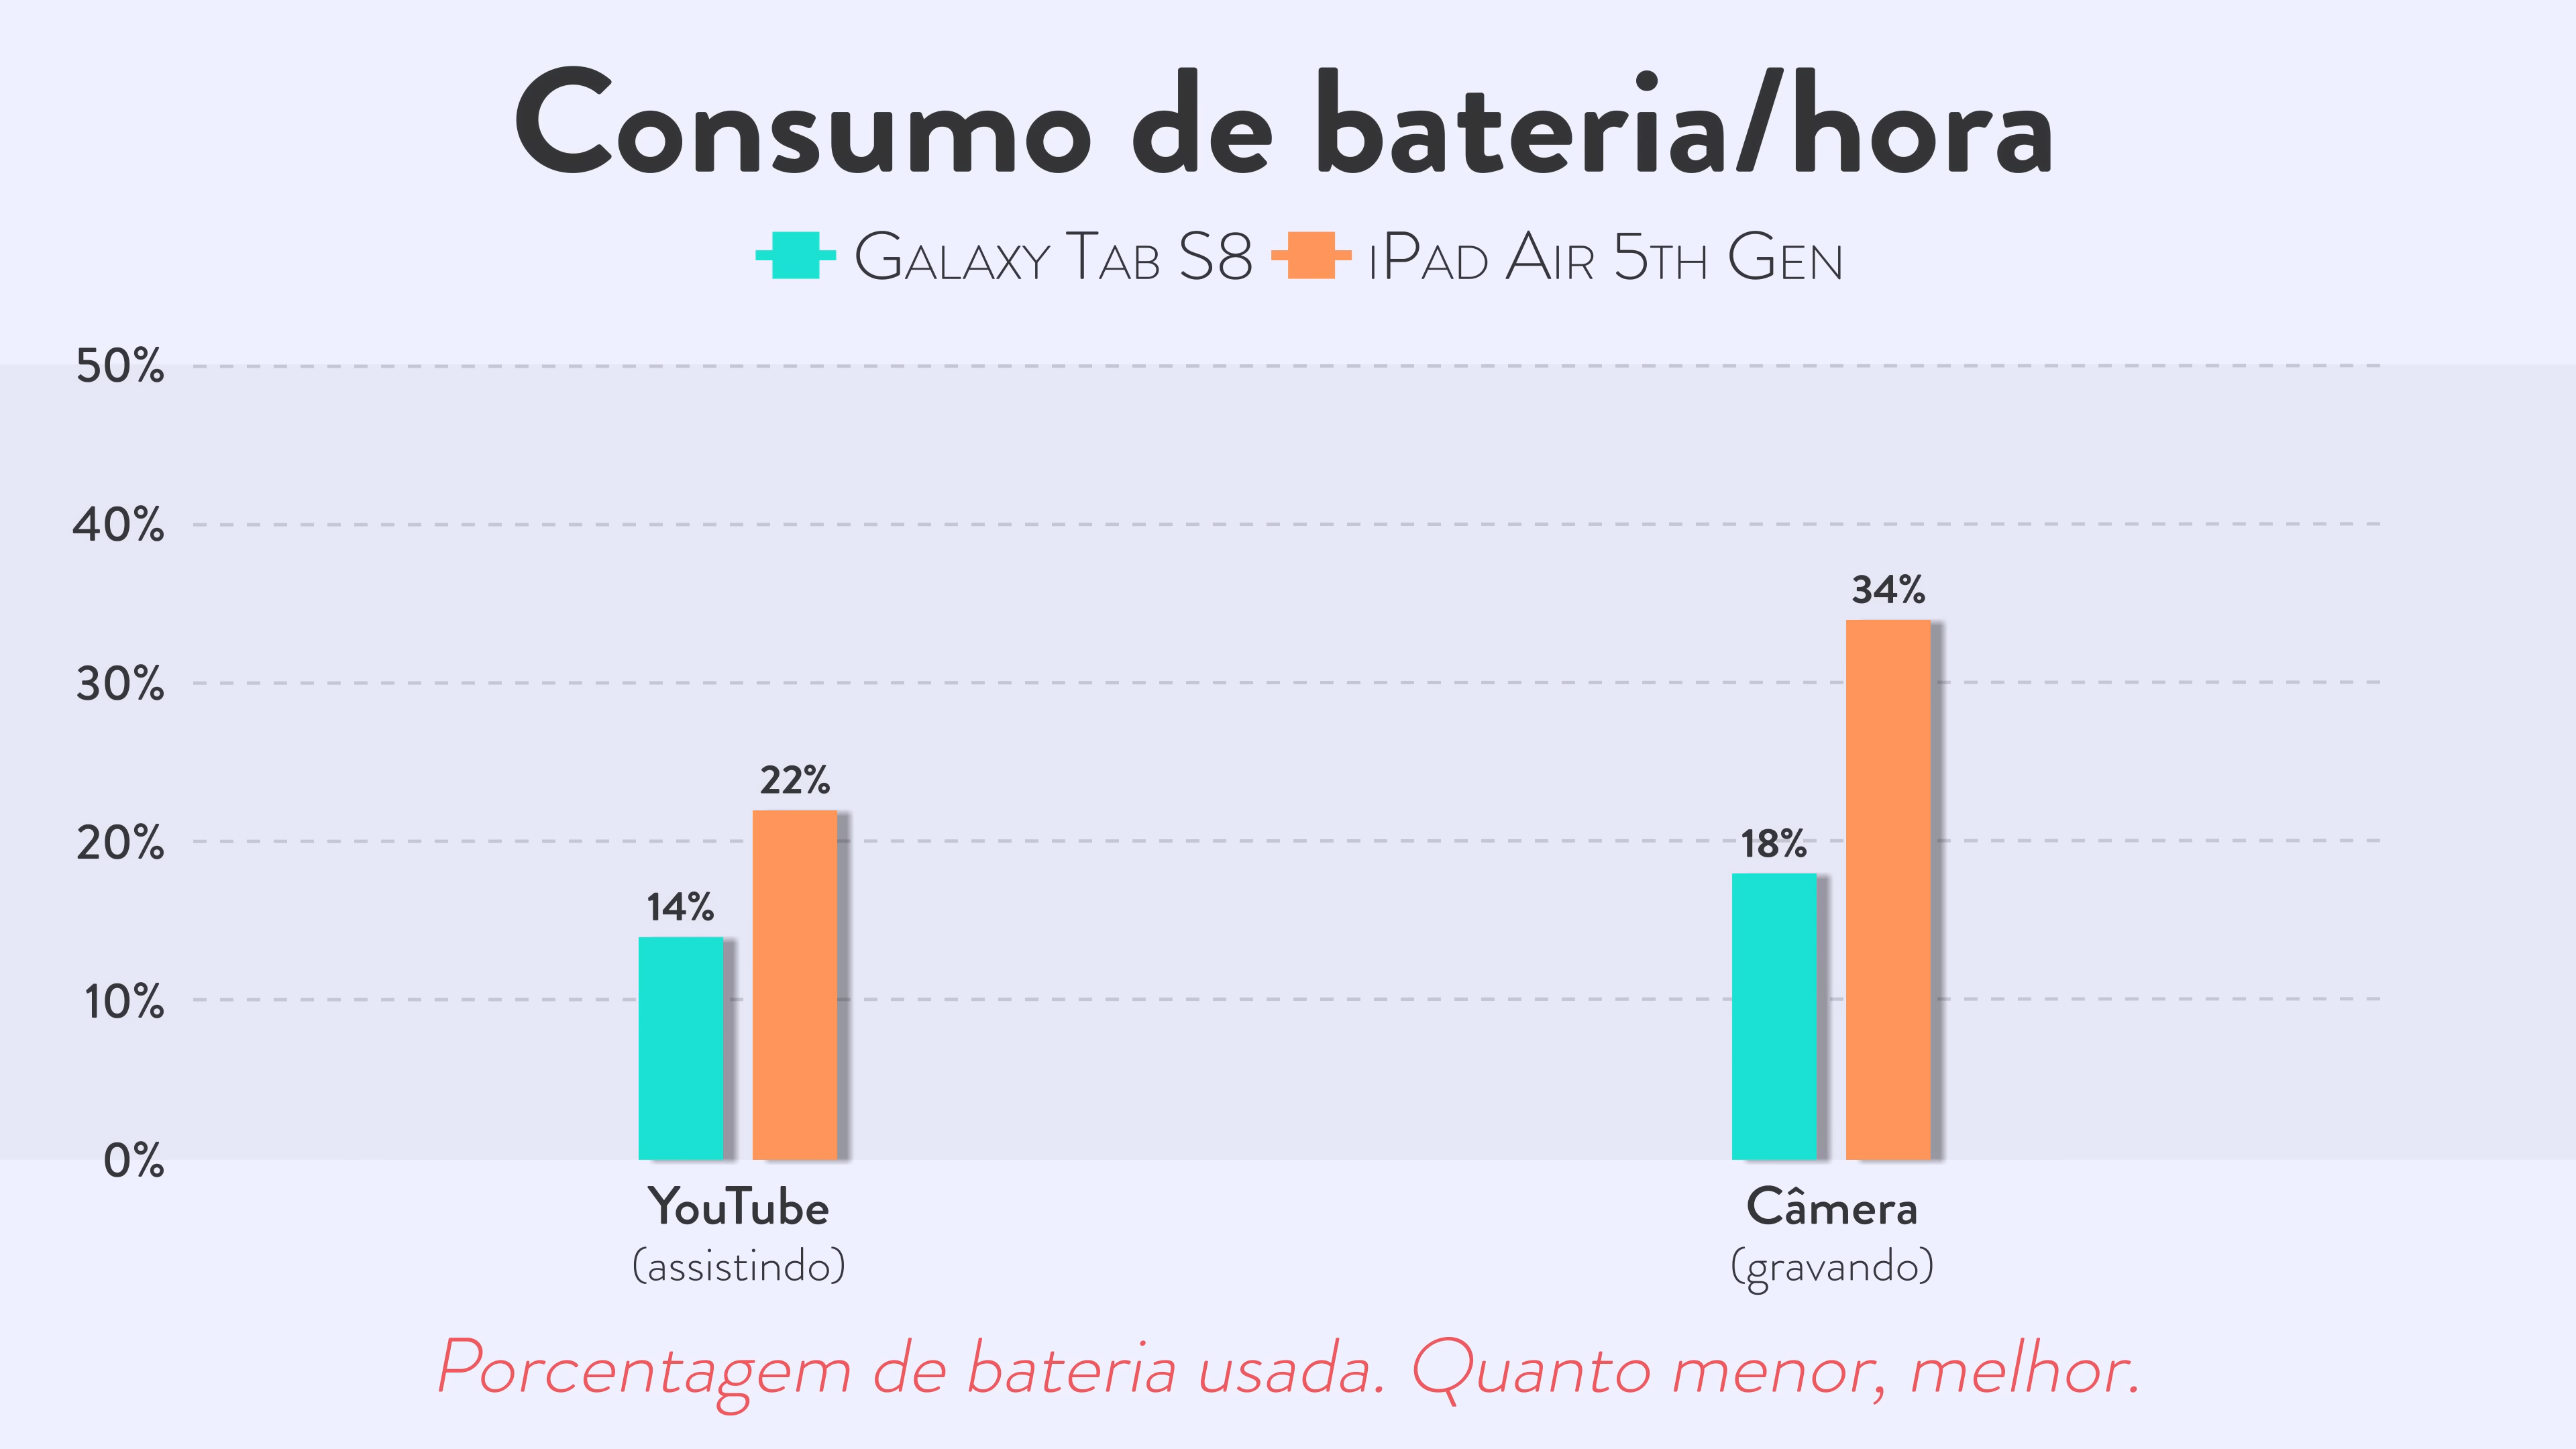 Consumo de bateria/hora
Galaxy Tab S8 iPad Air 5th Gen
50%
40%
34%
30%
22%
20%
18%
14%
10%
0%
YouTube Câmera
(assistindo) (gravando)
Porcentagem de bateria usada. Quanto menor, melhor.